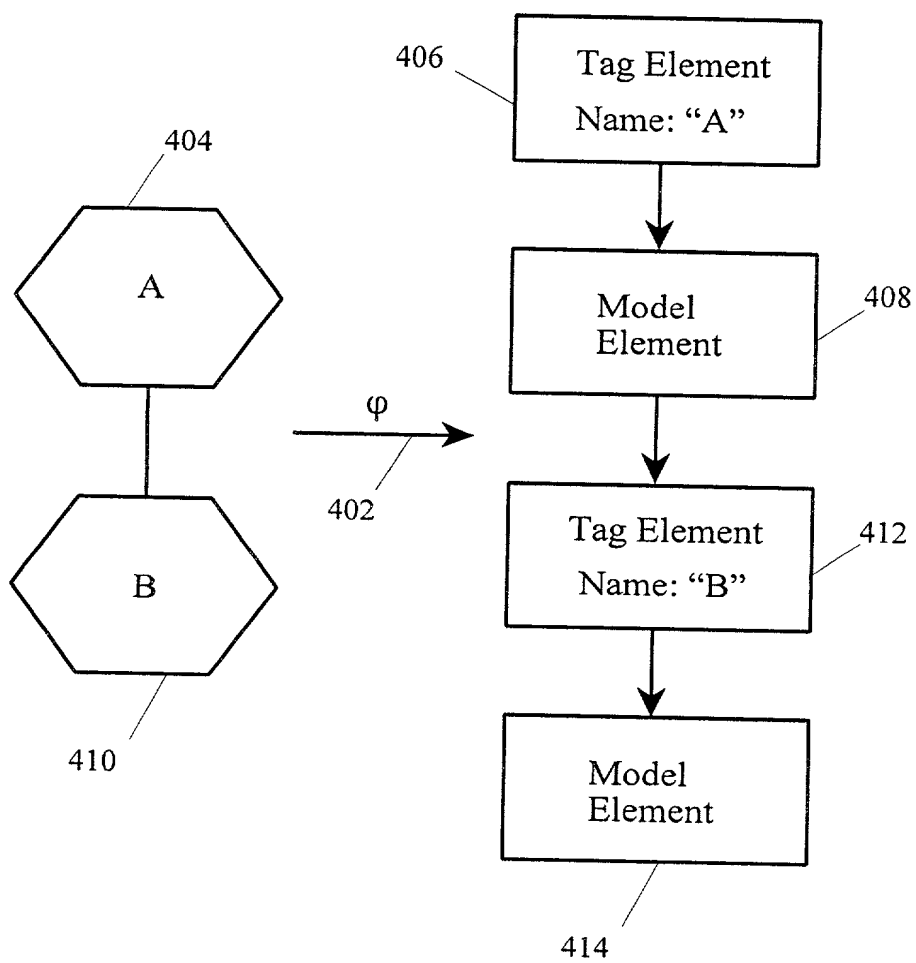 406
Tag Element
Name: “A”
404
A
408
Model
Element
φ
402
412
Tag Element
Name: “B”
B
410
Model
Element
414